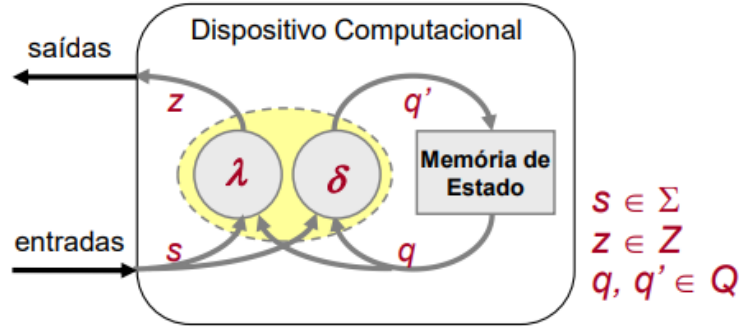 Dispositivo Computacional
saídas
z
q’
λ
δ
Memória de
Estado
entradas
s
q
s ∈ Σ
z ∈ Z
q, q’ ∈ Q